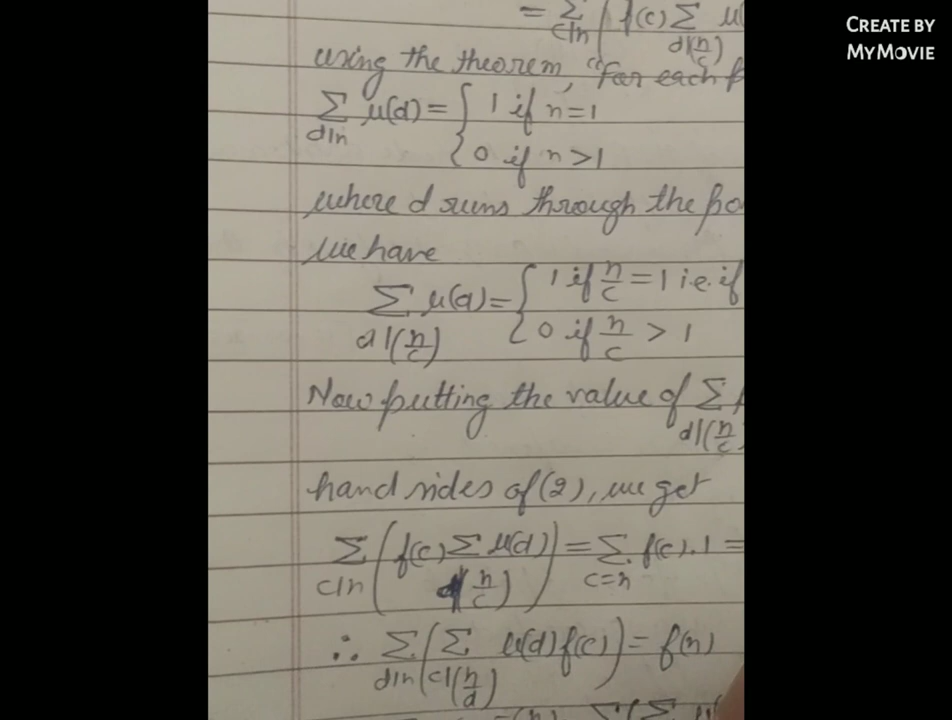 = Σ ( f(c) Σ μ(
c|n d|(n/c)
using the theorem, "For each
Σ μ(d) = { 1 if n=1
d|n
0 if n>1
where d runs through the
we have
Σ μ(d) = { 1 if n/c = 1 i.e. if
d|(n/c) 0 if n/c > 1
Now putting the value of Σ
d|(n/c
hand sides of (2), we get
Σ ( f(c) Σ μ(d) ) = Σ f(c).1 =
c|n d|(n/c) c=n
∴ Σ ( Σ μ(d) f(c) ) = f(n)
d|n c|(n/d)
CREATE BY
MYMOVIE